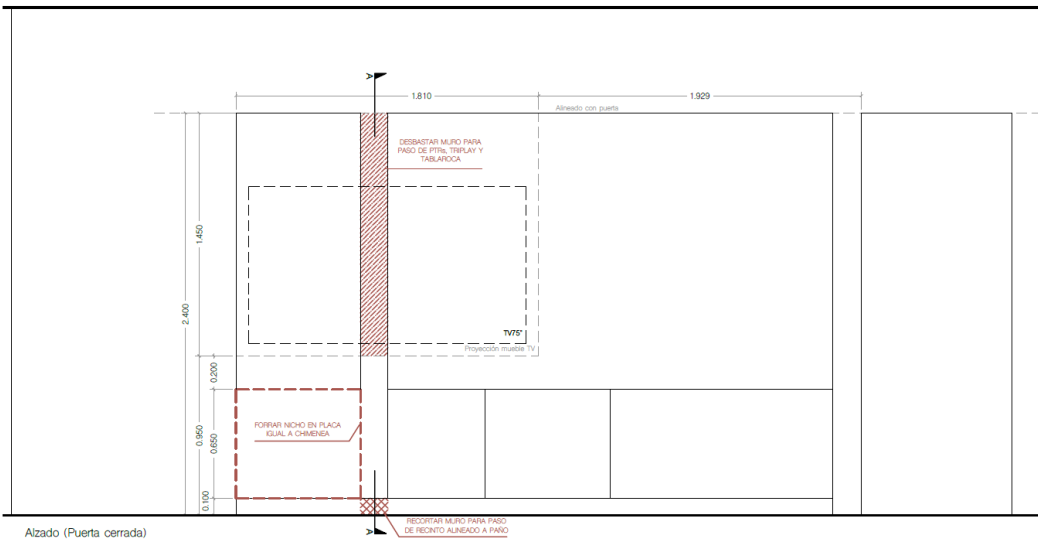 A
1.810
1.929
Alineado con puerta
DESBASTAR MURO PARA
PASO DE PTRs, TRIPLAY Y
TABLAROCA
1.450
2.400
TV75"
Proyección mueble TV
0.200
FORRAR NICHO EN PLACA
IGUAL A CHIMENEA
0.950
0.650
0.100
RECORTAR MURO PARA PASO
DE RECINTO ALINEADO A PAÑO
A
Alzado (Puerta cerrada)